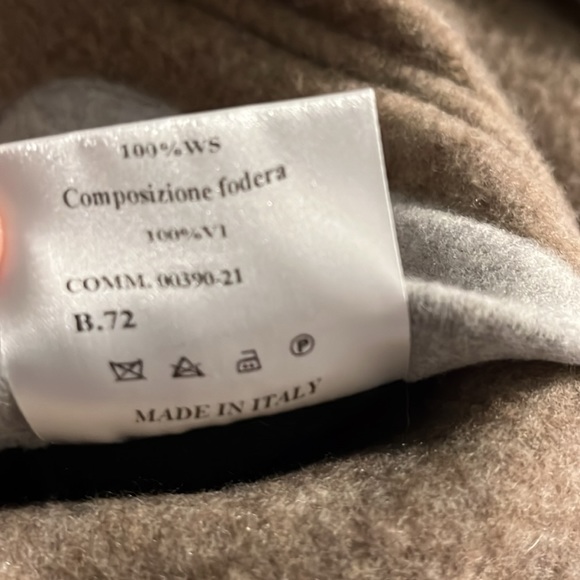 100%WS
Composizione fodera
100%VI
COMM. 00390-21
B.72
P
MADE IN ITALY